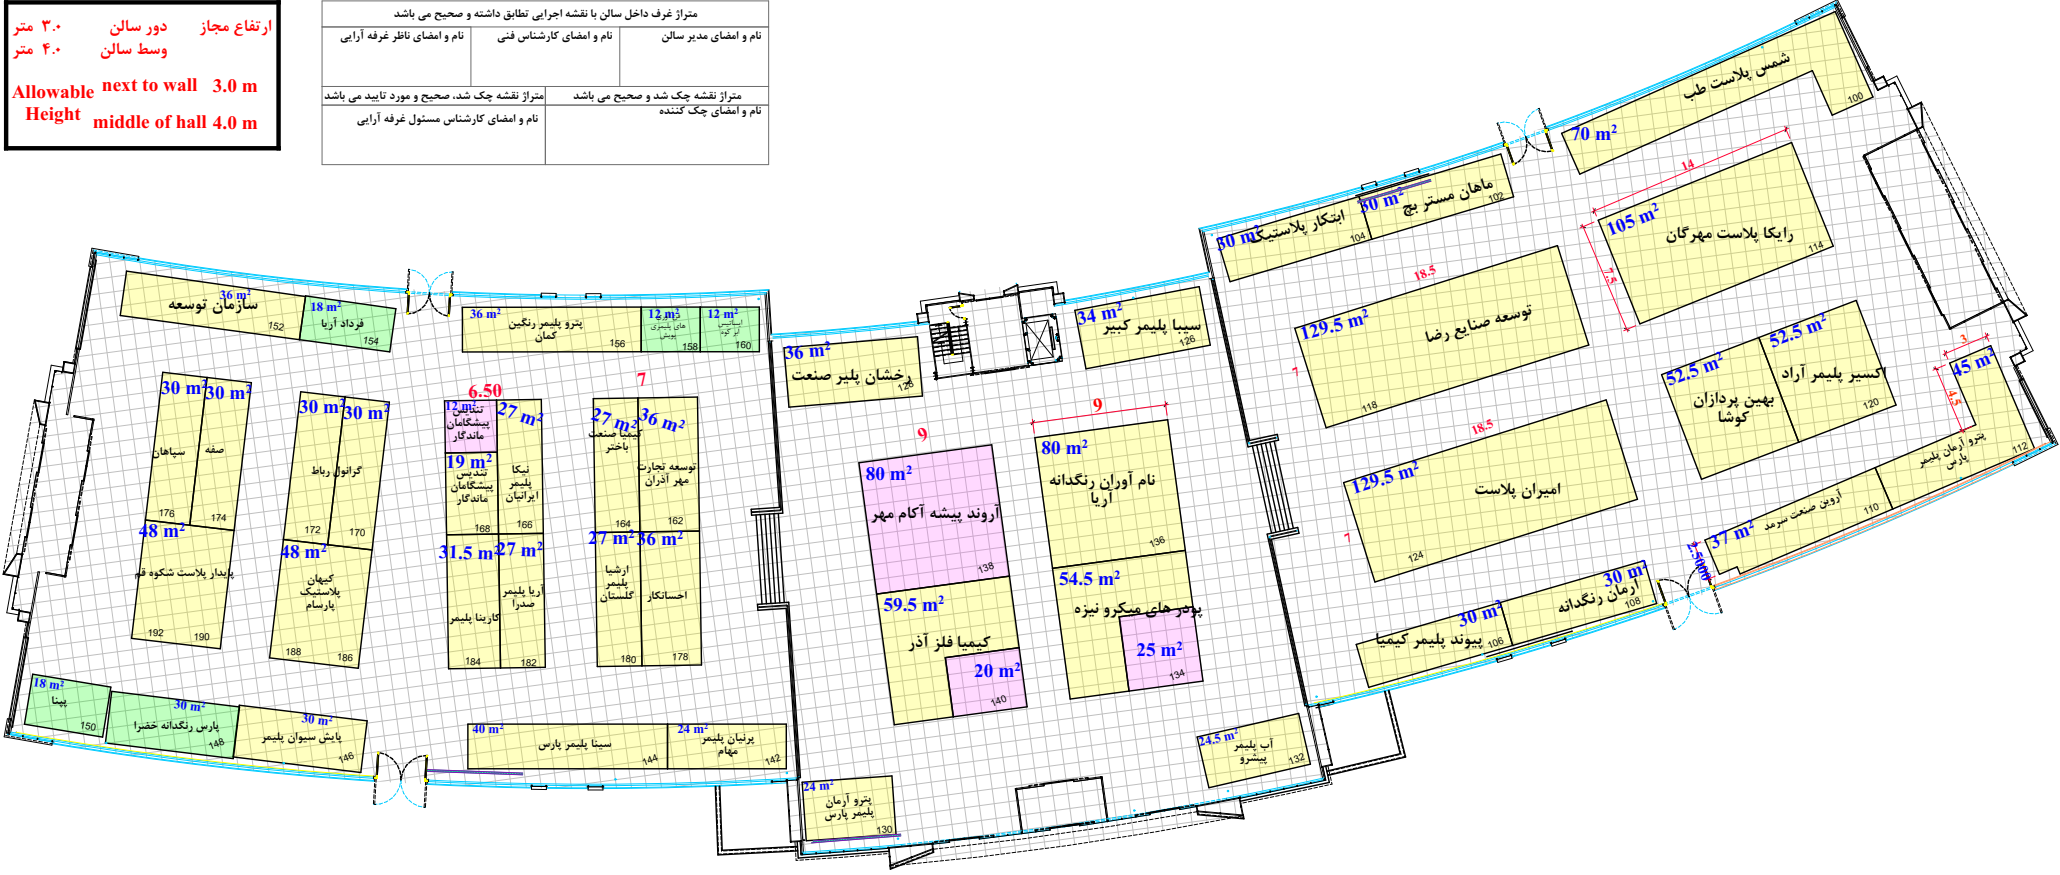 ارتفاع مجاز دور سالن ۳.۰ متر
وسط سالن ۴.۰ متر
Allowable Height
next to wall 3.0 m
middle of hall 4.0 m
متراژ غرف داخل سالن با نقشه اجرایی تطابق داشته و صحیح می باشد
نام و امضای مدیر سالن
نام و امضای کارشناس فنی
نام و امضای ناظر غرفه آرایی
متراژ نقشه چک شد و صحیح می باشد
متراژ نقشه چک شد، صحیح و مورد تایید می باشد
نام و امضای چک کننده
نام و امضای کارشناس مسئول غرفه آرایی
شمس پلاست طب
70 m²
100
14
7.5
105 m²
رایکا پلاست مهرگان
114
30 m²
ماهان مستر بچ
102
30 m²
ابتکار پلاستیک
104
18.5
7
129.5 m²
توسعه صنایع رضا
118
52.5 m²
اکسیر پلیمر آراد
120
52.5 m²
بهین پردازان
کوشا
3
4.5
45 m²
پترو آرمان پلیمر
پارس
112
18.5
7
129.5 m²
امیران پلاست
124
37 m²
آروین صنعت سرمد
110
2.5000
30 m²
آرمان رنگدانه
108
30 m²
پیوند پلیمر کیمیا
106
34 m²
سیبا پلیمر کبیر
126
36 m²
رخشان پلیر صنعت
128
9
80 m²
آروند پیشه آکام مهر
138
9
80 m²
نام آوران رنگدانه
آریا
136
59.5 m²
کیمیا فلز آذر
20 m²
140
54.5 m²
پودر های میکرو نیزه
25 m²
134
24.5 m²
آب پلیمر
پیشرو
132
24 m²
پترو آرمان
پلیمر پارس
130
36 m²
سازمان توسعه
152
18 m²
فرداد آریا
154
36 m²
پترو پلیمر رنگین
کمان
156
12 m²
های پلیمری
پویش
158
12 m²
160
30 m²
سپاهان
176
30 m²
صفه
174
48 m²
پایدار پلاست شکوه قم
192
190
30 m²
30 m²
گرانول رباط
172
170
48 m²
کیهان
پلاستیک
پارسام
188
186
6.50
12 m²
تندیس
پیشگامان
ماندگار
27 m²
نیکا
پلیمر
ایرانیان
166
19 m²
تندیس
پیشگامان
ماندگار
168
31.5 m²
کارینا پلیمر
184
27 m²
آریا پلیمر
صدرا
182
7
27 m²
کیمیا صنعت
باختر
164
36 m²
توسعه تجارت
مهر آذران
162
27 m²
ارشیا
پلیمر
گلستان
180
36 m²
احسانکار
178
18 m²
پینا
150
30 m²
پارس رنگدانه خضرا
148
30 m²
پایش سیوان پلیمر
146
40 m²
سینا پلیمر پارس
144
24 m²
پرنیان پلیمر
مهام
142